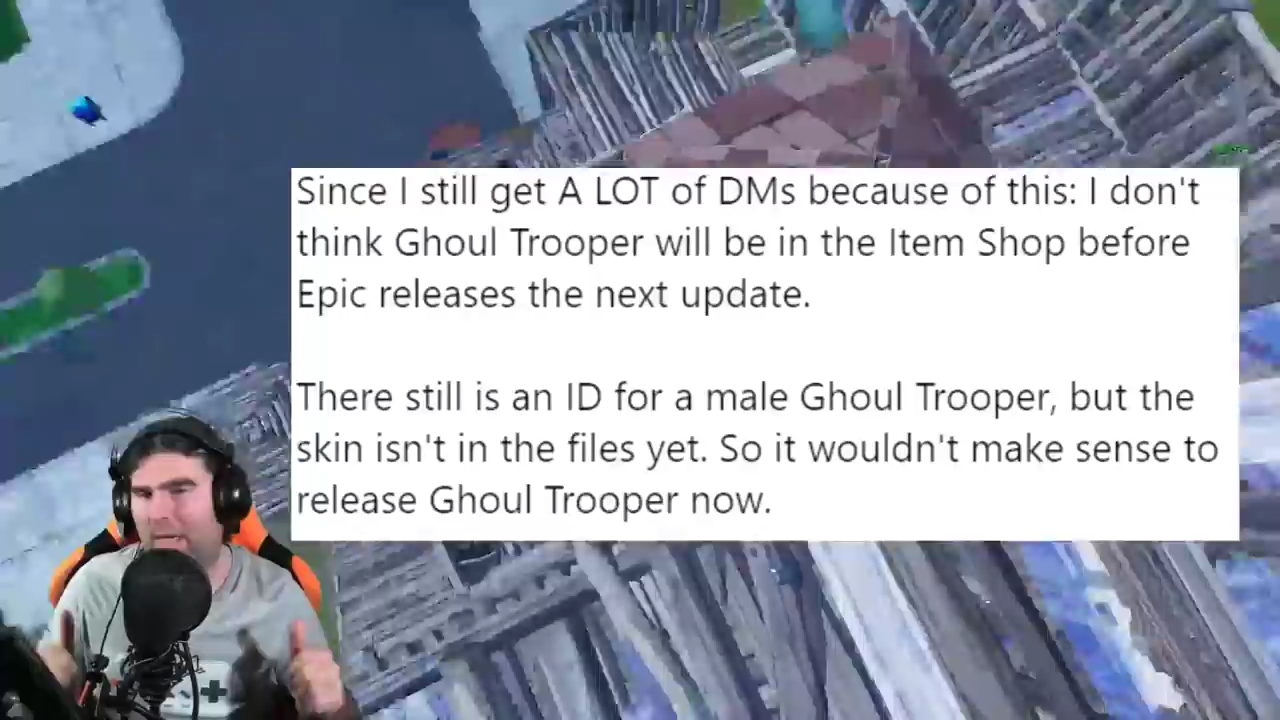 Since I still get A LOT of DMs because of this: I don't
think Ghoul Trooper will be in the Item Shop before
Epic releases the next update.
There still is an ID for a male Ghoul Trooper, but the
skin isn't in the files yet. So it wouldn't make sense to
release Ghoul Trooper now.